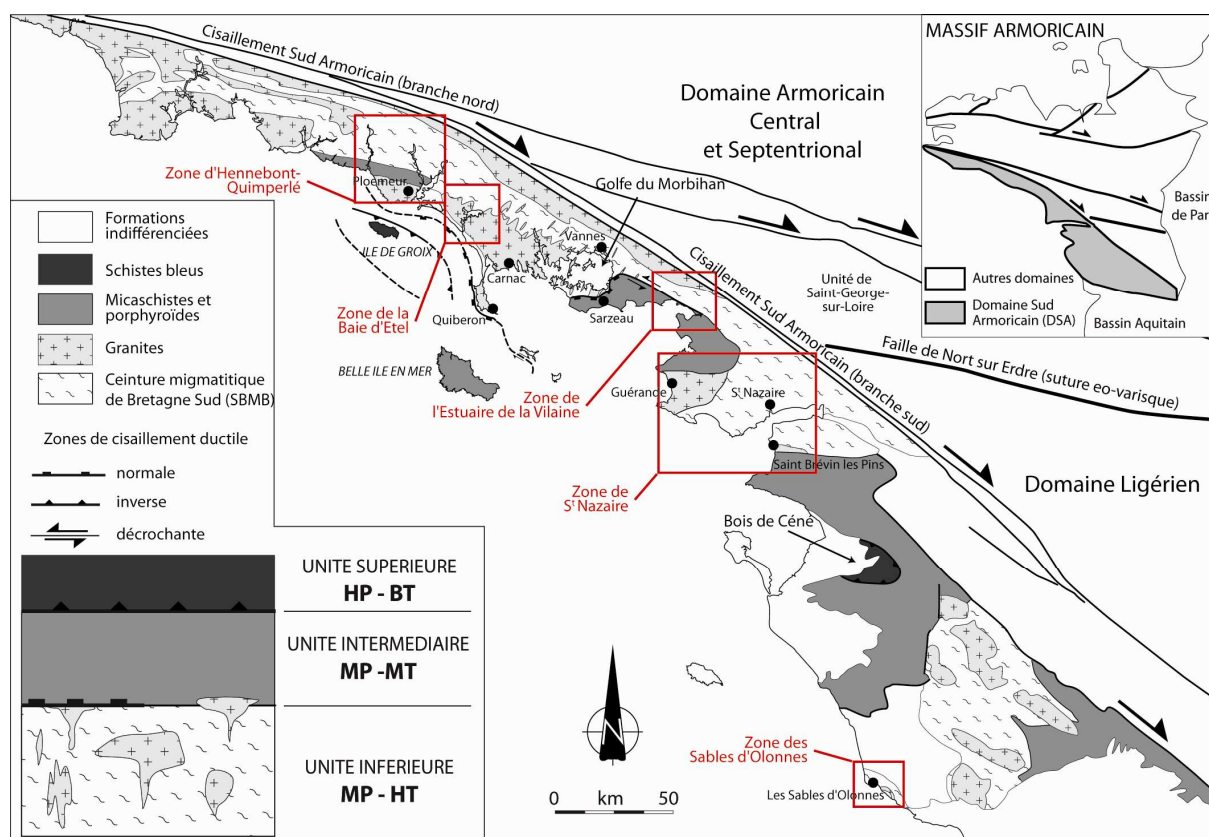 Cisaillement Sud Armoricain (branche nord)
Domaine Armoricain
Central
et Septentrional
Golfe du Morbihan
Zone d'Hennebont-
Quimperlé
Ploemeur
ILE DE GROIX
Vannes
Carnac
Sarzeau
Quiberon
Zone de la
Baie d'Etel
BELLE ILE EN MER
Zone de
l'Estuaire de la Vilaine
Guérande
St Nazaire
Saint Brévin les Pins
Zone de
St Nazaire
Cisaillement Sud Armoricain (branche sud)
Unité de
Saint-George-
sur-Loire
Faille de Nort sur Erdre (suture eo-varisque)
Domaine Ligérien
Bois de Céné
Zone des
Sables d'Olonnes
Les Sables d'Olonnes
N
0 km 50
MASSIF ARMORICAIN
Bassin
de Par
Autres domaines
Domaine Sud
Armoricain (DSA)
Bassin Aquitain
Formations
indifférenciées
Schistes bleus
Micaschistes et
porphyroïdes
Granites
Ceinture migmatitique
de Bretagne Sud (SBMB)
Zones de cisaillement ductile
normale
inverse
décrochante
UNITE SUPERIEURE
HP - BT
UNITE INTERMEDIAIRE
MP -MT
UNITE INFERIEURE
MP - HT